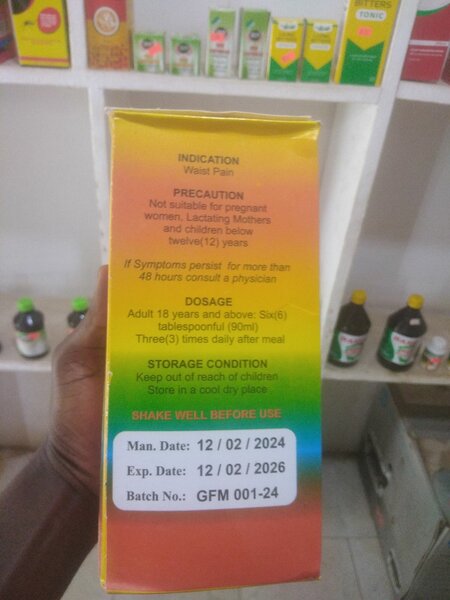 BITTERS
TONIC
INDICATION
Waist Pain
PRECAUTION
Not suitable for pregnant
women, Lactating Mothers
and children below
twelve(12) years
If Symptoms persist for more than
48 hours consult a physician
DOSAGE
Adult 18 years and above: Six(6)
tablespoonful (90ml)
Three(3) times daily after meal
STORAGE CONDITION
Keep out of reach of children
Store in a cool dry place
SHAKE WELL BEFORE USE
Man. Date: 12 / 02 / 2024
Exp. Date: 12 / 02 / 2026
Batch No.: GFM 001-24